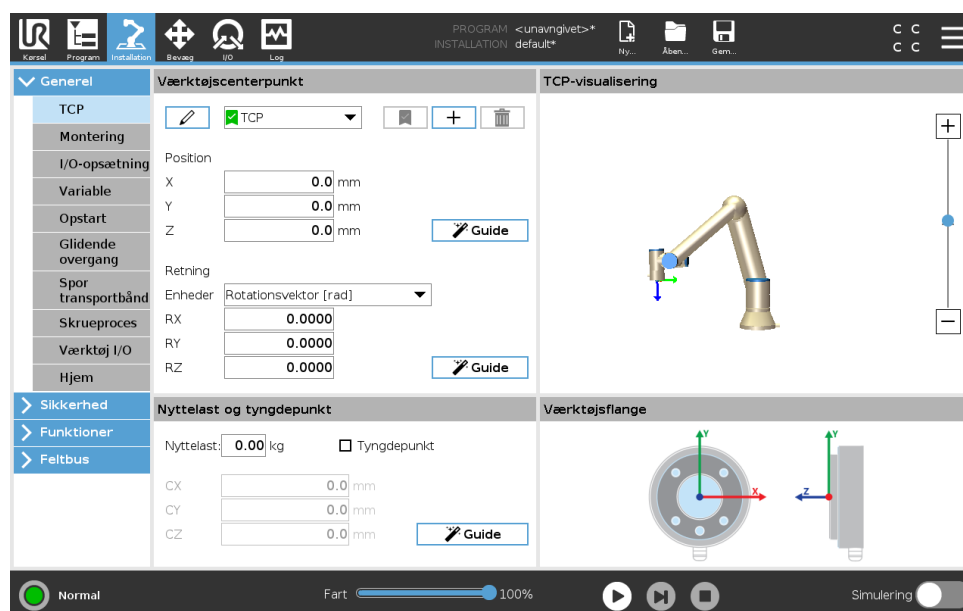 UR
PROGRAM <unavngivet>*
INSTALLATION default*
Kørsel Program Installation Bevæg I/O Log
Ny... Åben... Gem...
C C
C C
Generel
TCP
Montering
I/O-opsætning
Variable
Opstart
Glidende
overgang
Spor
transportbånd
Skrueproces
Værktøj I/O
Hjem
Sikkerhed
Funktioner
Feltbus
Værktøjscenterpunkt
TCP
Position
X 0.0 mm
Y 0.0 mm
Z 0.0 mm Guide
Retning
Enheder Rotationsvektor [rad]
RX 0.0000
RY 0.0000
RZ 0.0000 Guide
Nyttelast og tyngdepunkt
Nyttelast: 0.00 kg Tyngdepunkt
CX 0.0 mm
CY 0.0 mm
CZ 0.0 mm Guide
TCP-visualisering
Værktøjsflange
Y Y
X Z
Normal Fart 100% Simulering